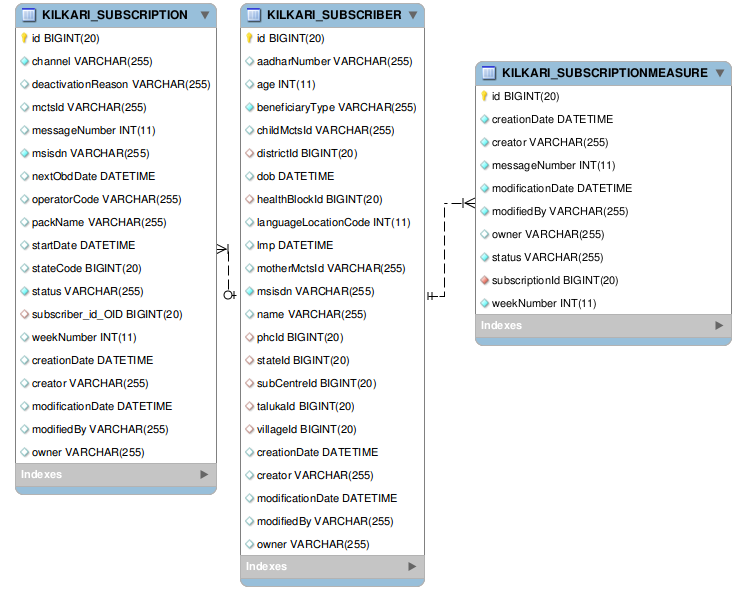 KILKARI_SUBSCRIPTION
id BIGINT(20)
channel VARCHAR(255)
deactivationReason VARCHAR(255)
mctsId VARCHAR(255)
messageNumber INT(11)
msisdn VARCHAR(255)
nextObdDate DATETIME
operatorCode VARCHAR(255)
packName VARCHAR(255)
startDate DATETIME
stateCode BIGINT(20)
status VARCHAR(255)
subscriber_id_OID BIGINT(20)
weekNumber INT(11)
creationDate DATETIME
creator VARCHAR(255)
modificationDate DATETIME
modifiedBy VARCHAR(255)
owner VARCHAR(255)
Indexes
KILKARI_SUBSCRIBER
id BIGINT(20)
aadharNumber VARCHAR(255)
age INT(11)
beneficiaryType VARCHAR(255)
childMctsId VARCHAR(255)
districtId BIGINT(20)
dob DATETIME
healthBlockId BIGINT(20)
languageLocationCode INT(11)
lmp DATETIME
motherMctsId VARCHAR(255)
msisdn VARCHAR(255)
name VARCHAR(255)
phcId BIGINT(20)
stateId BIGINT(20)
subCentreId BIGINT(20)
talukaId BIGINT(20)
villageId BIGINT(20)
creationDate DATETIME
creator VARCHAR(255)
modificationDate DATETIME
modifiedBy VARCHAR(255)
owner VARCHAR(255)
Indexes
KILKARI_SUBSCRIPTIONMEASURE
id BIGINT(20)
creationDate DATETIME
creator VARCHAR(255)
messageNumber INT(11)
modificationDate DATETIME
modifiedBy VARCHAR(255)
owner VARCHAR(255)
status VARCHAR(255)
subscriptionId BIGINT(20)
weekNumber INT(11)
Indexes